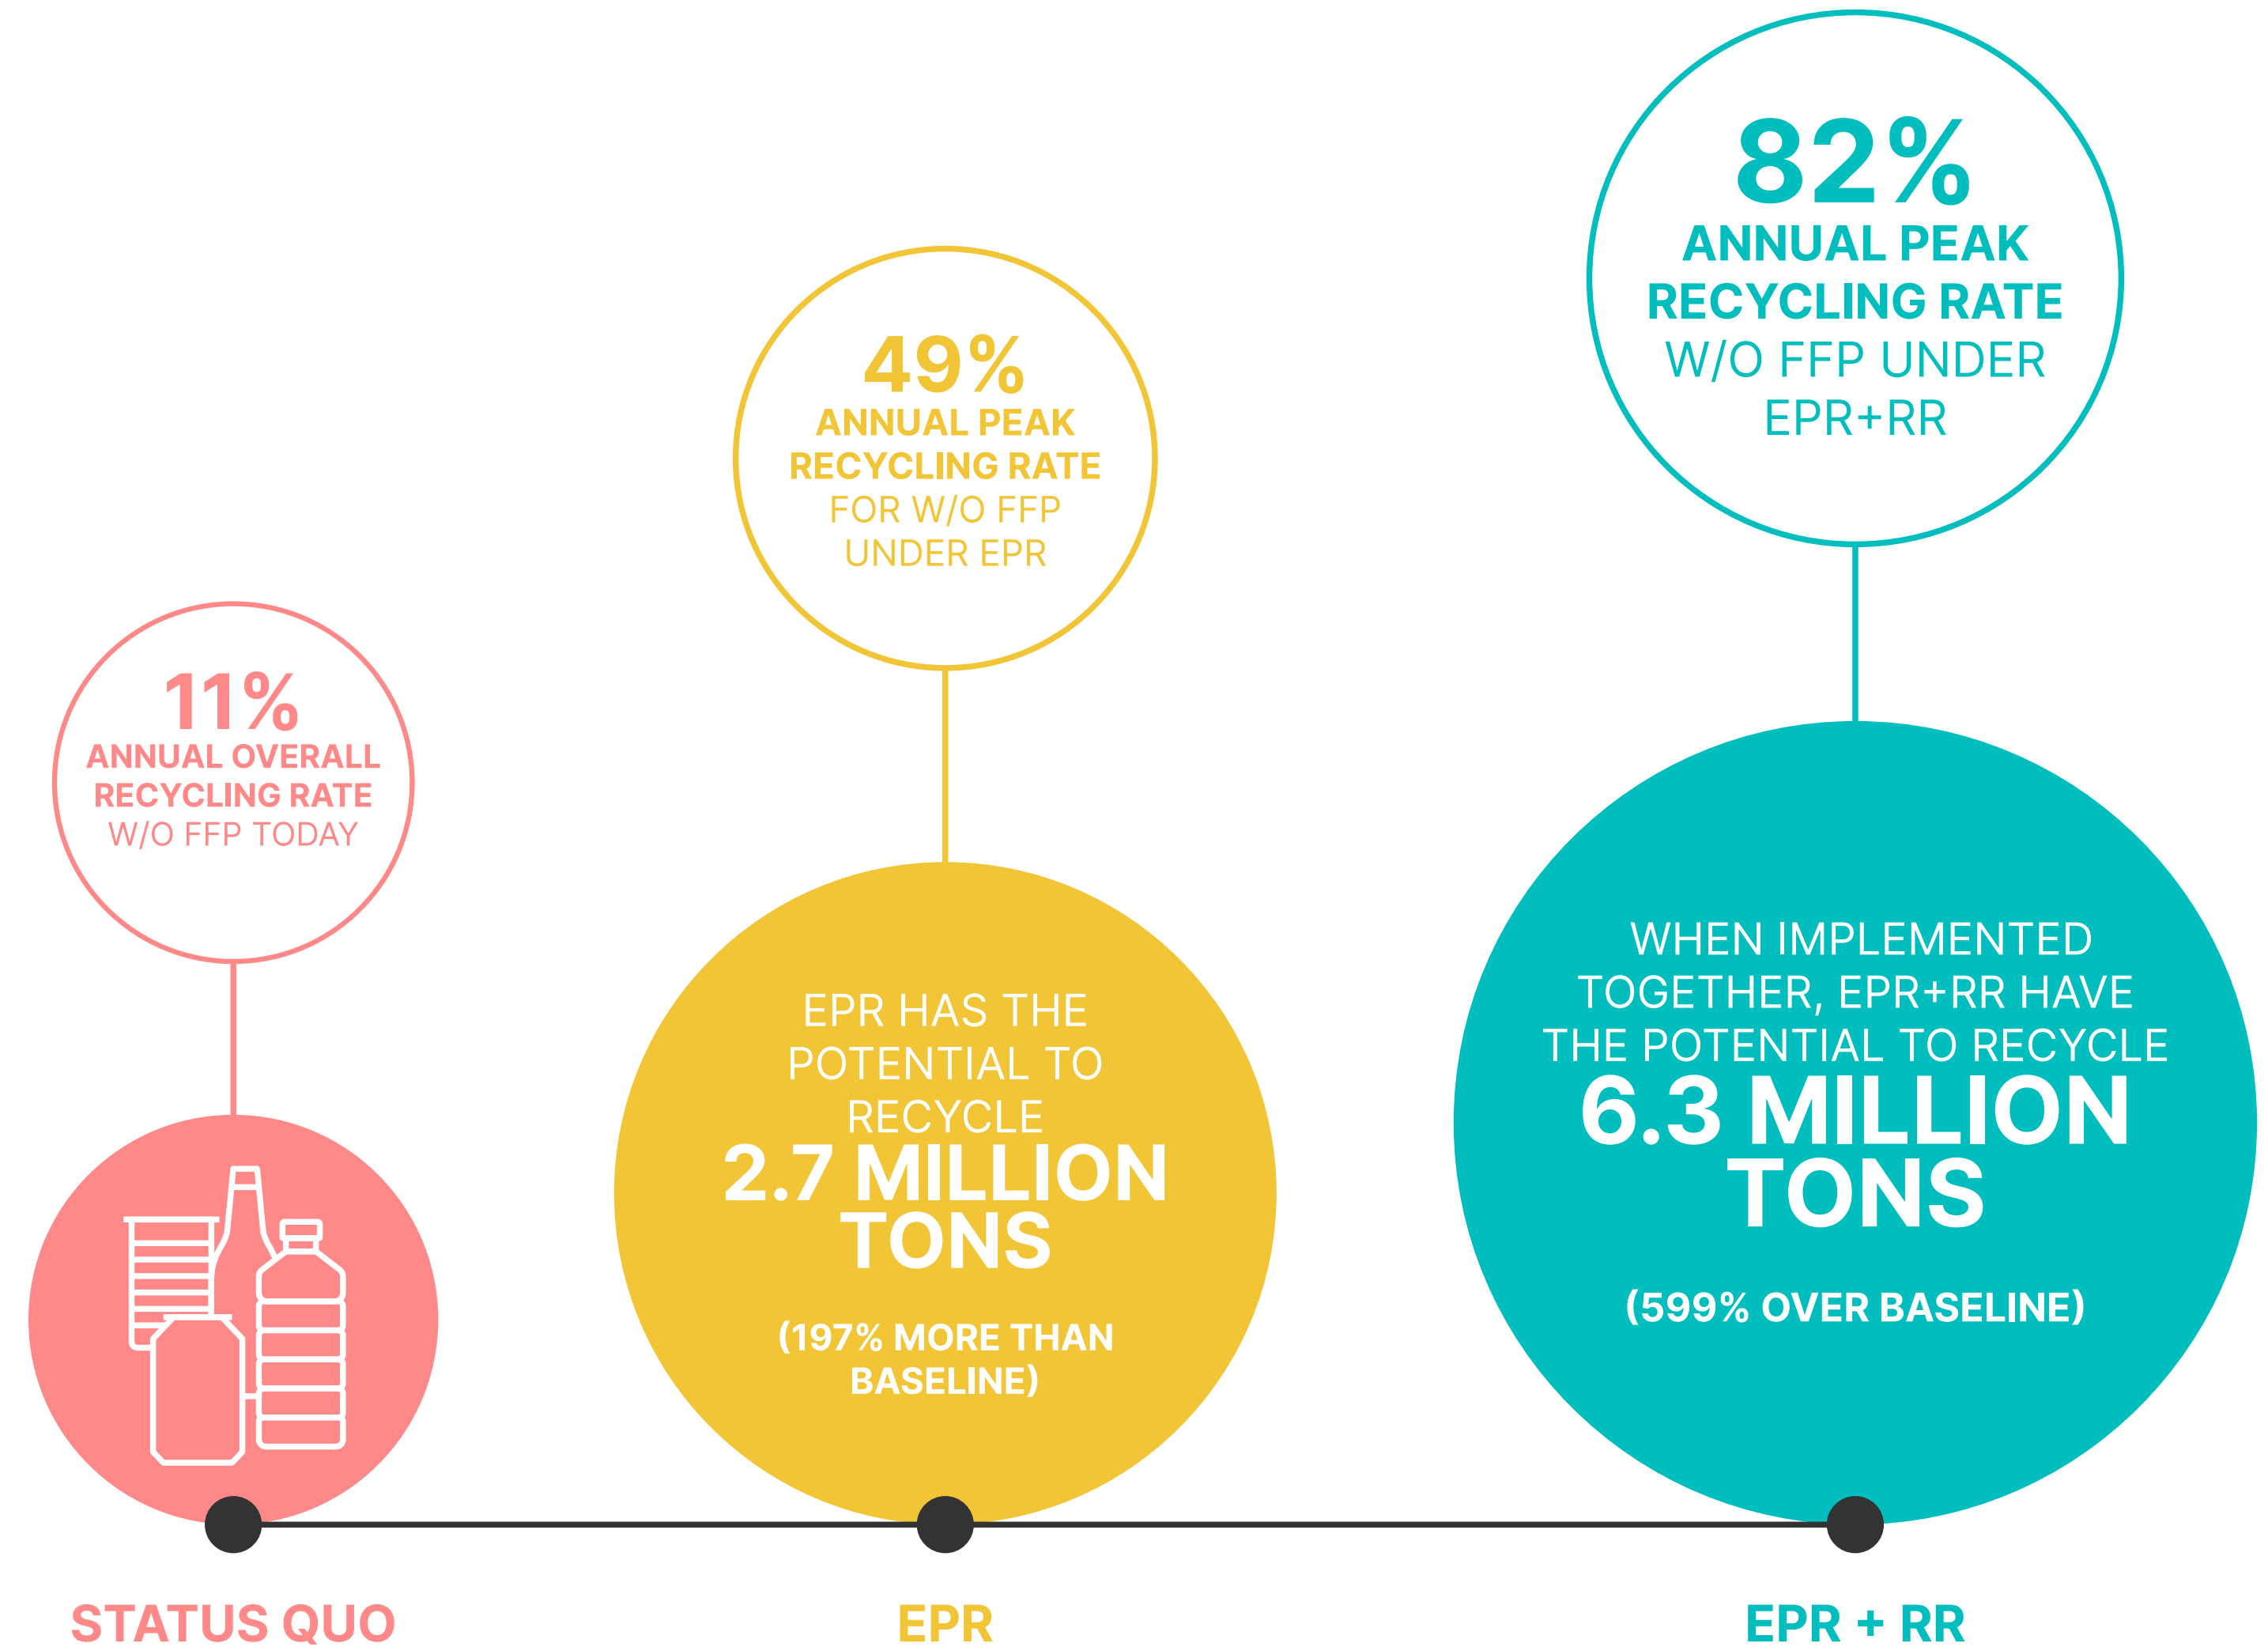 11%
ANNUAL OVERALL
RECYCLING RATE
W/O FFP TODAY
STATUS QUO
49%
ANNUAL PEAK
RECYCLING RATE
FOR W/O FFP
UNDER EPR
EPR HAS THE
POTENTIAL TO
RECYCLE
2.7 MILLION
TONS
(197% MORE THAN
BASELINE)
EPR
82%
ANNUAL PEAK
RECYCLING RATE
W/O FFP UNDER
EPR+RR
WHEN IMPLEMENTED
TOGETHER, EPR+RR HAVE
THE POTENTIAL TO RECYCLE
6.3 MILLION
TONS
(599% OVER BASELINE)
EPR + RR